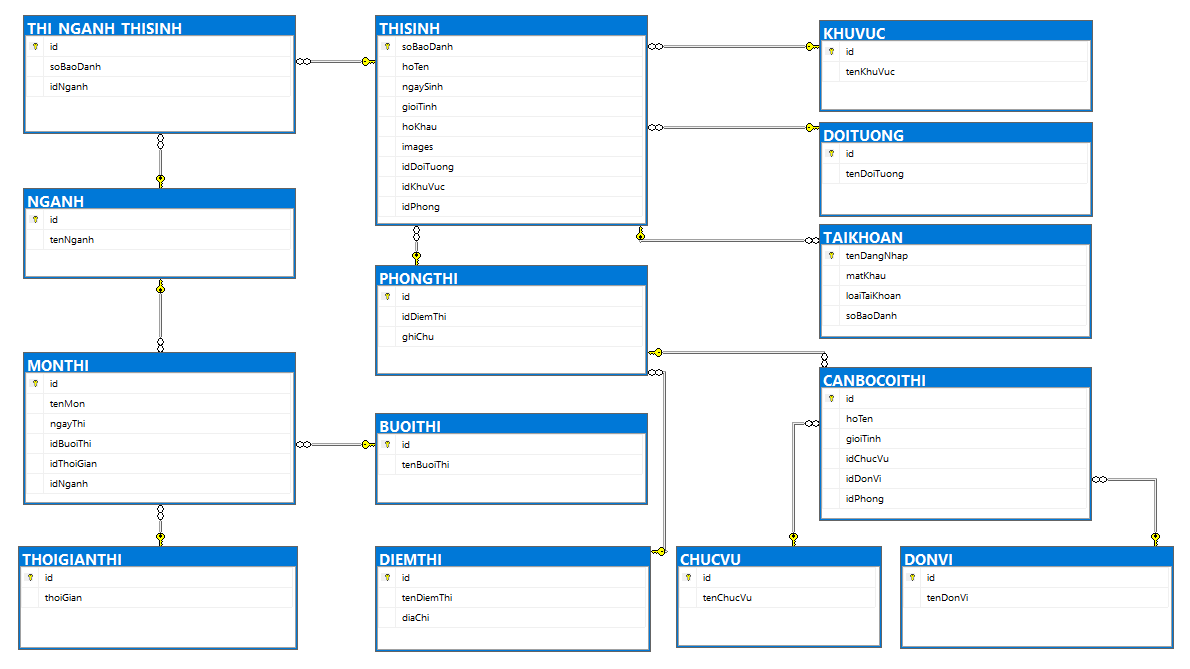 THI_NGANH_THISINH
id
soBaoDanh
idNganh
THISINH
soBaoDanh
hoTen
ngaySinh
gioiTinh
hoKhau
images
idDoiTuong
idKhuVuc
idPhong
KHUVUC
id
tenKhuVuc
DOITUONG
id
tenDoiTuong
NGANH
id
tenNganh
TAIKHOAN
tenDangNhap
matKhau
loaiTaiKhoan
soBaoDanh
PHONGTHI
id
idDiemThi
ghiChu
MONTHI
id
tenMon
ngayThi
idBuoiThi
idThoiGian
idNganh
BUOITHI
id
tenBuoiThi
CANBOCOITHI
id
hoTen
gioiTinh
idChucVu
idDonVi
idPhong
THOIGIANTHI
id
thoiGian
DIEMTHI
id
tenDiemThi
diaChi
CHUCVU
id
tenChucVu
DONVI
id
tenDonVi